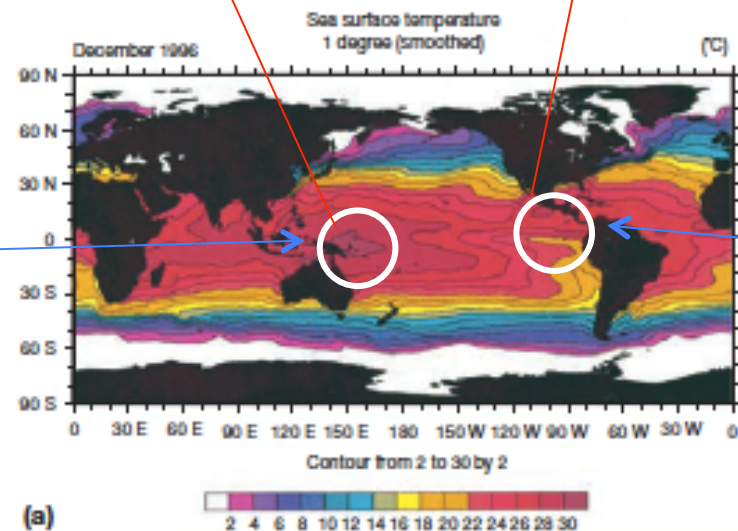 Sea surface temperature
December 1996 1 degree (smoothed) (°C)
90 N
60 N
30 N
0
30 S
60 S
90 S
0 30 E 60 E 90 E 120 E 150 E 180 150 W 120 W 90 W 60 W 30 W 0
Contour from 2 to 30 by 2
2 4 6 8 10 12 14 16 18 20 22 24 26 28 30
(a)